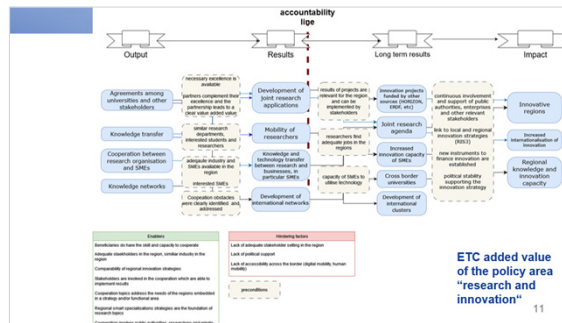 accountability
line
Output
Results
Long term results
Impact
Agreements among
universities and other
stakeholders
Knowledge transfer
Cooperation between
research organisation
and SMEs
Knowledge networks
necessary excellence is
available
partners complement their
excellence and the
partnership leads to a
clear value added value
similar research
departments,
interested students and
researchers
adequate industry and
SMEs available in the
region
interested SMEs
Cooperation obstacles
were clearly identified and
addressed
Development of
joint research
applications
Mobility of
researchers
Knowledge and
technology transfer
between research and
businesses, in
particular SMEs
Development of
international networks
results of projects are
relevant for the region
and can be
implemented by
stakeholders
researchers find
adequate jobs in the
regions
capacity of SMEs to
utilise technology
Innovation projects
funded by other
sources (HORIZON,
ERDF, etc)
Joint research
agenda
Increased
innovation capacity
of SMEs
Cross border
universities
Development of
international
clusters
continuous involvement
and support of public
authorities, enterprises
and other relevant
stakeholders
link to local and regional
innovation strategies
(RIS3)
new instruments to
finance innovation are
established
political stability
supporting the
innovation strategy
Innovative
regions
Increased
internationalisation of
innovation
Regional
knowledge and
innovation
capacity
Enablers
Beneficiaries do have the skill and capacity to cooperate
Adequate stakeholders in the region, similar industry in the
region
Comparability of regional innovation strategies
Stakeholders are involved in the cooperation which are able to
implement results
Cooperation topics address the needs of the regions embedded
in a strategy and/or functional area
Regional smart specialisations strategies are the foundation of
research topics
Hindering factors
Lack of adequate stakeholder setting in the region
Lack of political support
Lack of accessibility across the border (digital mobility, human
mobility)
preconditions
ETC added value
of the policy area
"research and
innovation"
11